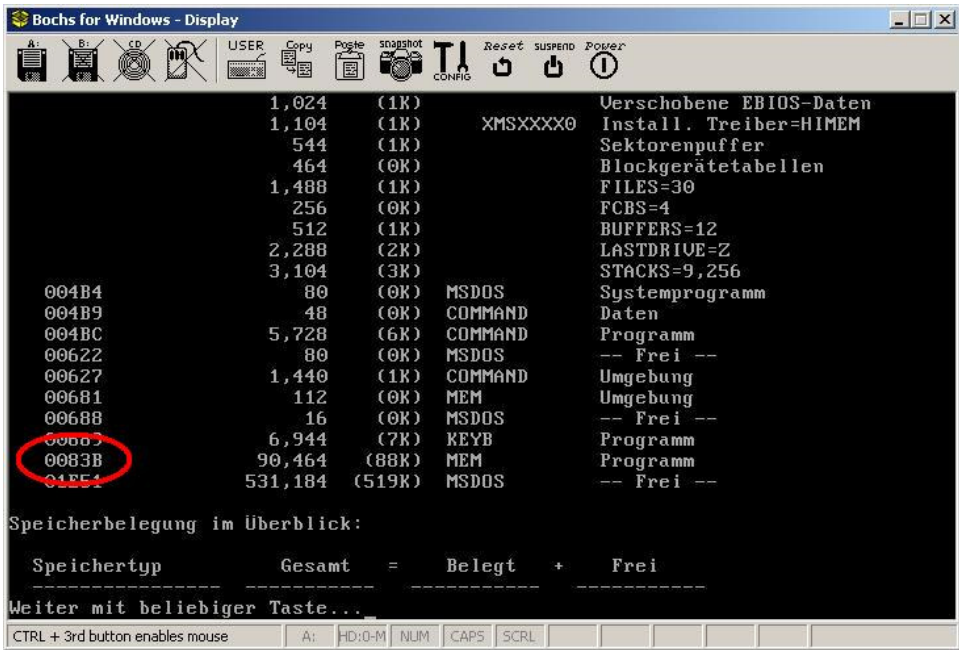 Bochs for Windows - Display
A: B: CD USER Copy Paste snapshot CONFIG Reset SUSPEND Power
1,024 (1K) Verschobene EBIOS-Daten
1,104 (1K) XMSXXXX0 Install. Treiber=HIMEM
544 (1K) Sektorenpuffer
464 (0K) Blockgerätetabellen
1,488 (1K) FILES=30
256 (0K) FCBS=4
512 (1K) BUFFERS=12
2,288 (2K) LASTDRIVE=Z
3,104 (3K) STACKS=9,256
004B4 80 (0K) MSDOS Systemprogramm
004B9 48 (0K) COMMAND Daten
004BC 5,728 (6K) COMMAND Programm
00622 80 (0K) MSDOS -- Frei --
00627 1,440 (1K) COMMAND Umgebung
00681 112 (0K) MEM Umgebung
00688 16 (0K) MSDOS -- Frei --
00689 6,944 (7K) KEYB Programm
0083B 90,464 (88K) MEM Programm
01E51 531,184 (519K) MSDOS -- Frei --
Speicherbelegung im Überblick:
Speichertyp Gesamt = Belegt + Frei
---------------- ----------- ----------- -----------
Weiter mit beliebiger Taste..._
CTRL + 3rd button enables mouse A: HD:0-M NUM CAPS SCRL